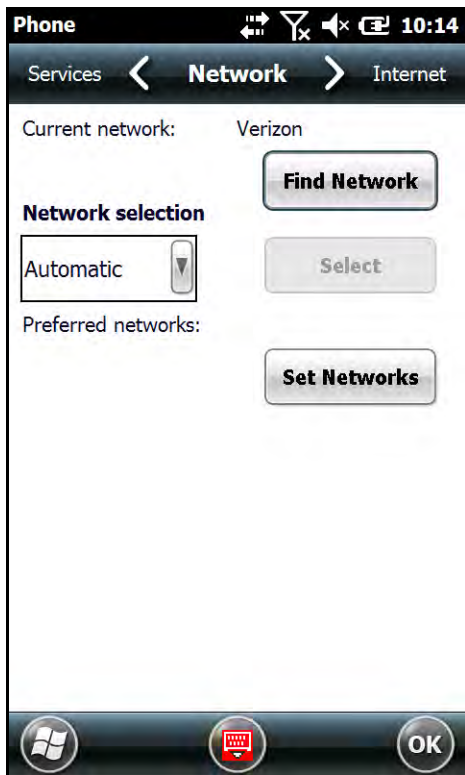 Phone 10:14
Services Network Internet
Current network: Verizon
Find Network
Network selection
Automatic Select
Preferred networks:
Set Networks
OK